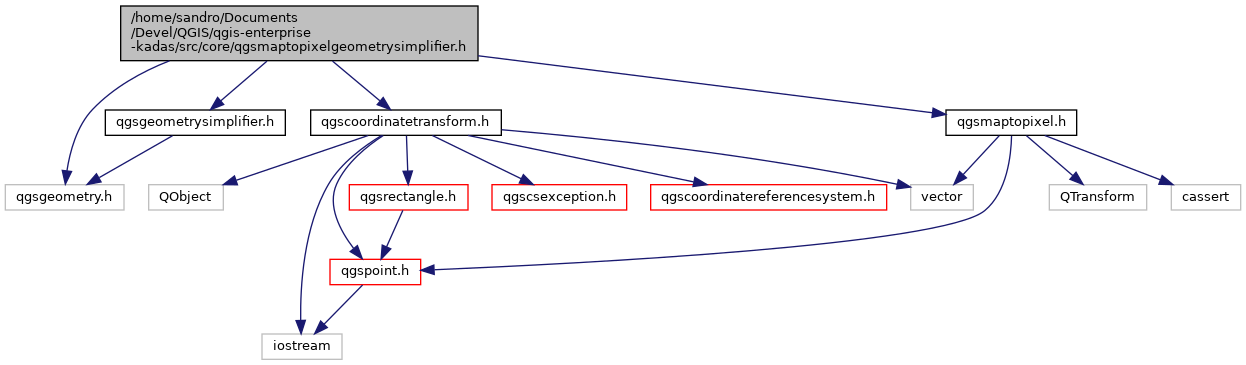 /home/sandro/Documents
/Devel/QGIS/qgis-enterprise
-kadas/src/core/qgsmaptopixelgeometrysimplifier.h
qgsgeometrysimplifier.h
qgscoordinatetransform.h
qgsmaptopixel.h
qgsgeometry.h
QObject
qgsrectangle.h
qgscsexception.h
qgscoordinatereferencesystem.h
vector
QTransform
cassert
qgspoint.h
iostream